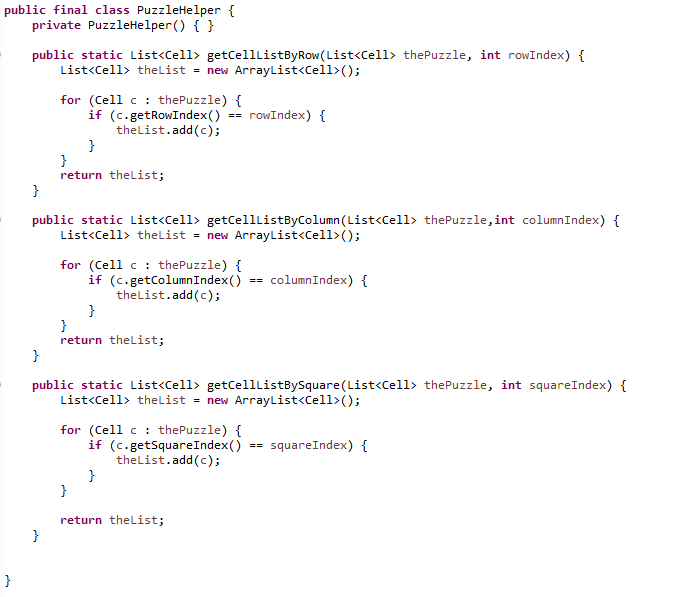 public final class PuzzleHelper {
    private PuzzleHelper() { }

    public static List<Cell> getCellListByRow(List<Cell> thePuzzle, int rowIndex) {
        List<Cell> theList = new ArrayList<Cell>();

        for (Cell c : thePuzzle) {
            if (c.getRowIndex() == rowIndex) {
                theList.add(c);
            }
        }
        return theList;
    }

    public static List<Cell> getCellListByColumn(List<Cell> thePuzzle,int columnIndex) {
        List<Cell> theList = new ArrayList<Cell>();

        for (Cell c : thePuzzle) {
            if (c.getColumnIndex() == columnIndex) {
                theList.add(c);
            }
        }
        return theList;
    }

    public static List<Cell> getCellListBySquare(List<Cell> thePuzzle, int squareIndex) {
        List<Cell> theList = new ArrayList<Cell>();

        for (Cell c : thePuzzle) {
            if (c.getSquareIndex() == squareIndex) {
                theList.add(c);
            }
        }

        return theList;
    }


}